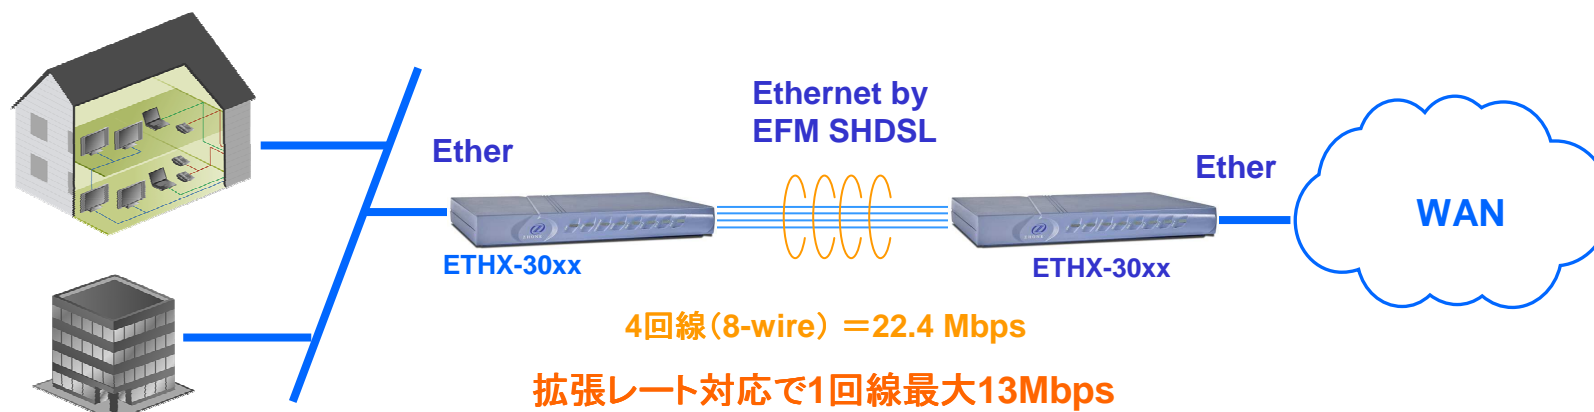 Ethernet by
EFM SHDSL
Ether
Ether
WAN
ETHX-30xx
ETHX-30xx
4回線（8-wire）＝22.4 Mbps
拡張レート対応で1回線最大13Mbps